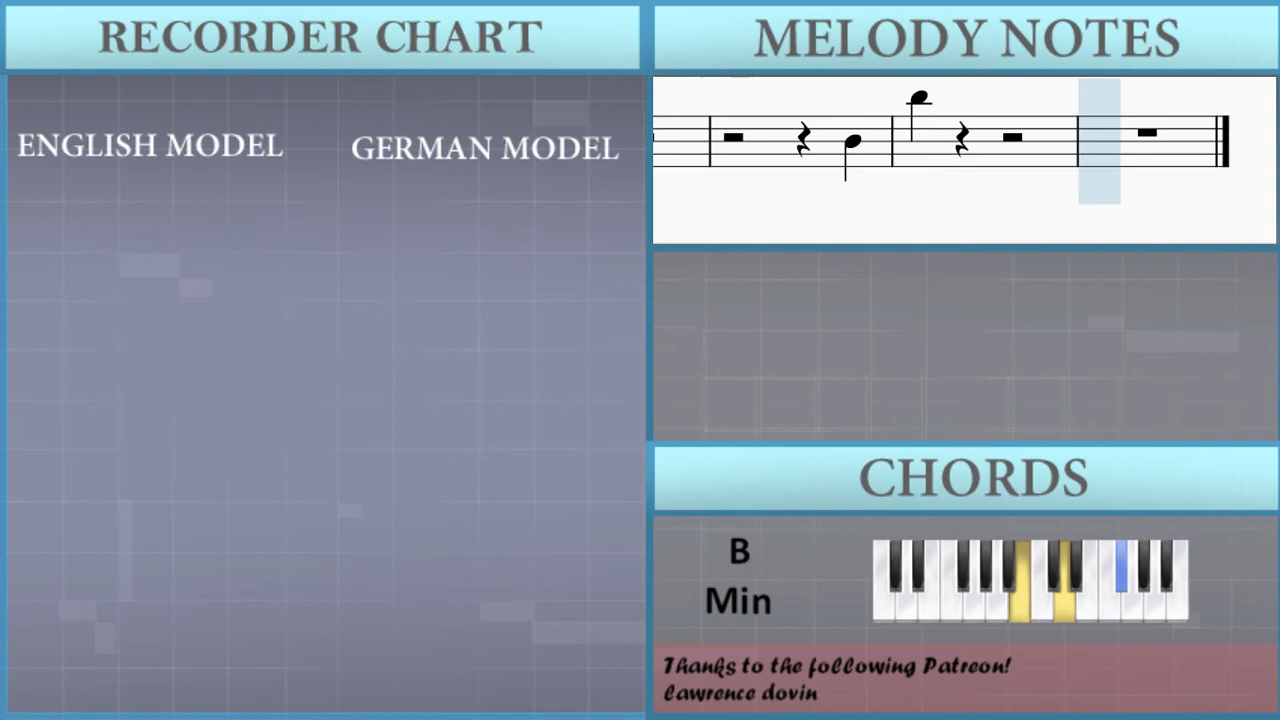 RECORDER CHART
MELODY NOTES
ENGLISH MODEL
GERMAN MODEL
CHORDS
B
Min
Thanks to the following Patreon!
lawrence dovin